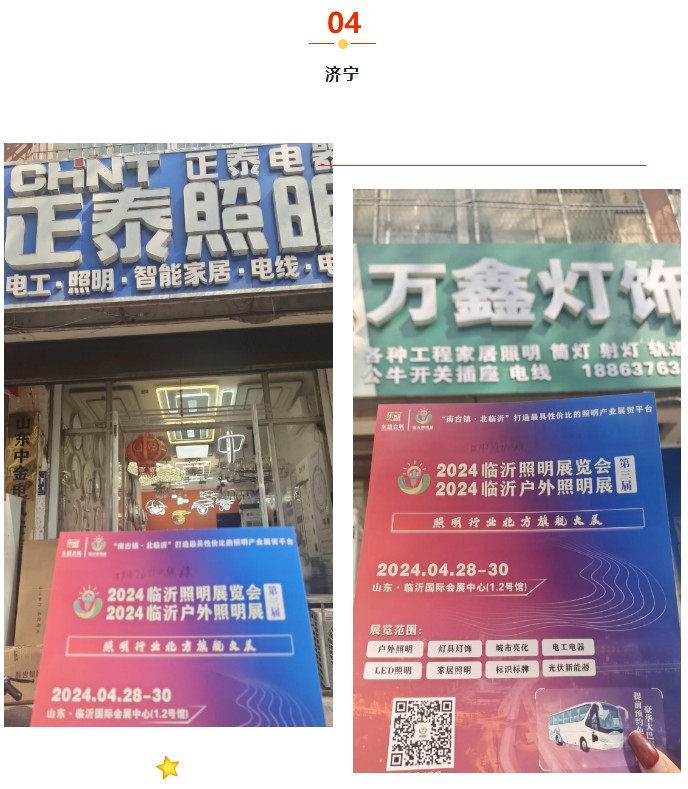 04
济宁
CHNT 正泰电器
正泰照明
电工·照明·智能家居·电线·电
山东中金电
"南古镇·北临沂"打造最具性价比的照明产业展贸平台
2024临沂照明展览会
2024临沂户外照明展
第三届
照明行业北方旗舰大展
2024.04.28-30
山东·临沂国际会展中心(1.2号馆)
万鑫灯饰
各种工程家居照明 筒灯 射灯 轨道
公牛开关插座 电线 18863763
"南古镇·北临沂"打造最具性价比的照明产业展贸平台
2024临沂照明展览会
2024临沂户外照明展
第三届
照明行业北方旗舰大展
2024.04.28-30
山东·临沂国际会展中心(1.2号馆)
展览范围:
户外照明 灯具灯饰 城市亮化 电工电器
LED照明 家居照明 标识标牌 光伏新能源
豪华大巴
提前预约